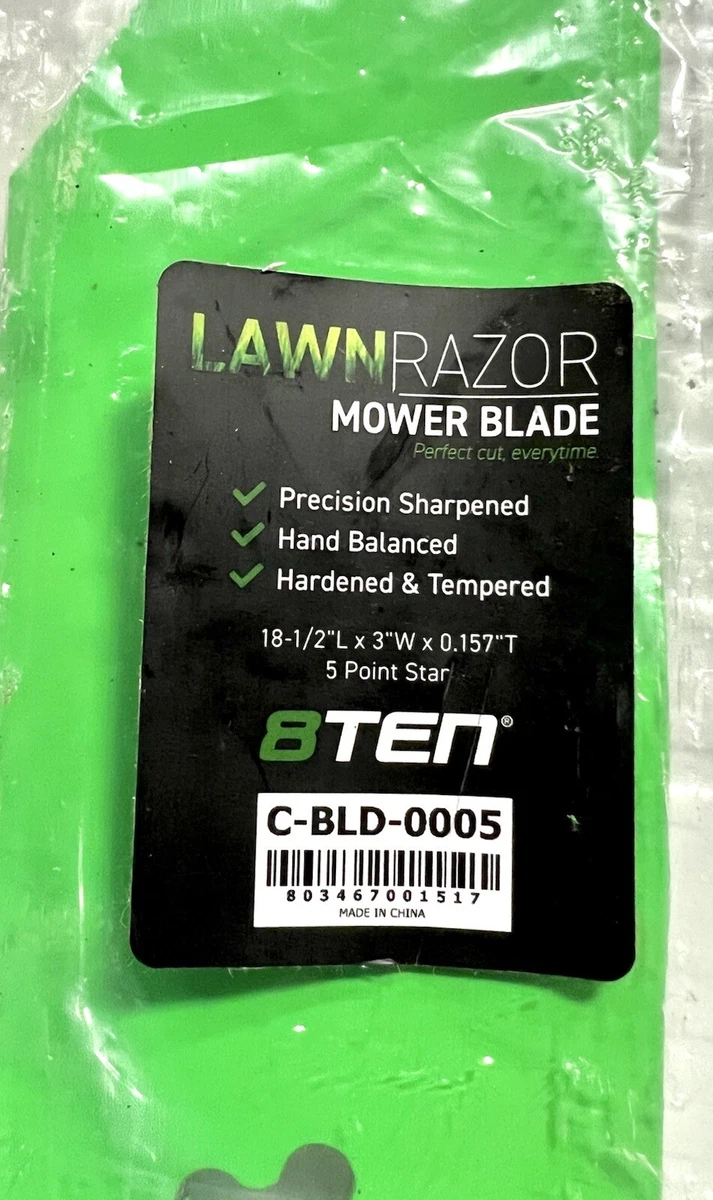 LAWNRAZOR
MOWER BLADE
Perfect cut, everytime.
Precision Sharpened
Hand Balanced
Hardened & Tempered
18-1/2"L x 3"W x 0.157"T
5 Point Star
8TEN®
C-BLD-0005
803467001517
MADE IN CHINA